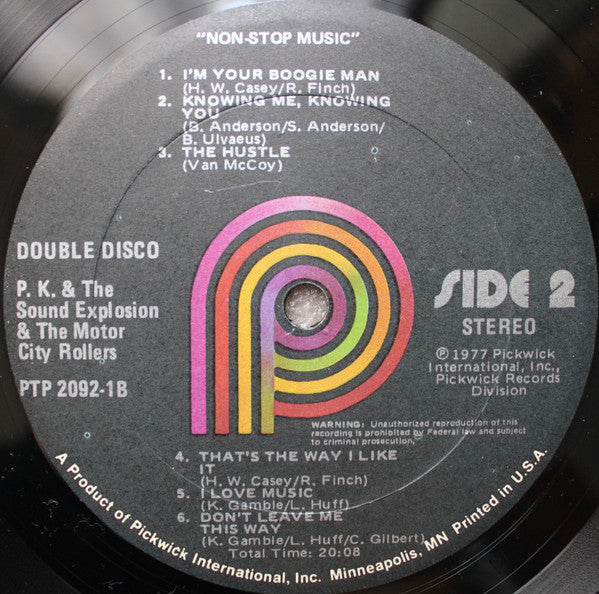 "NON-STOP MUSIC"
1. I'M YOUR BOOGIE MAN
(H. W. Casey/R. Finch)
2. KNOWING ME, KNOWING
YOU
(B. Anderson/S. Anderson/
B. Ulvaeus)
3. THE HUSTLE
(Van McCoy)
DOUBLE DISCO
P. K. & The
Sound Explosion
& The Motor
City Rollers
PTP 2092-1B
SIDE 2
STEREO
℗ 1977 Pickwick
International, Inc.,
Pickwick Records
Division
WARNING: Unauthorized reproduction of this
recording is prohibited by Federal law and subject
to criminal prosecution.
4. THAT'S THE WAY I LIKE
IT
(H. W. Casey/R. Finch)
5. I LOVE MUSIC
(K. Gamble/L. Huff)
6. DON'T LEAVE ME
THIS WAY
(K. Gamble/L. Huff/C. Gilbert)
Total Time: 20:08
A Product of Pickwick International, Inc. Minneapolis, MN Printed in U.S.A.